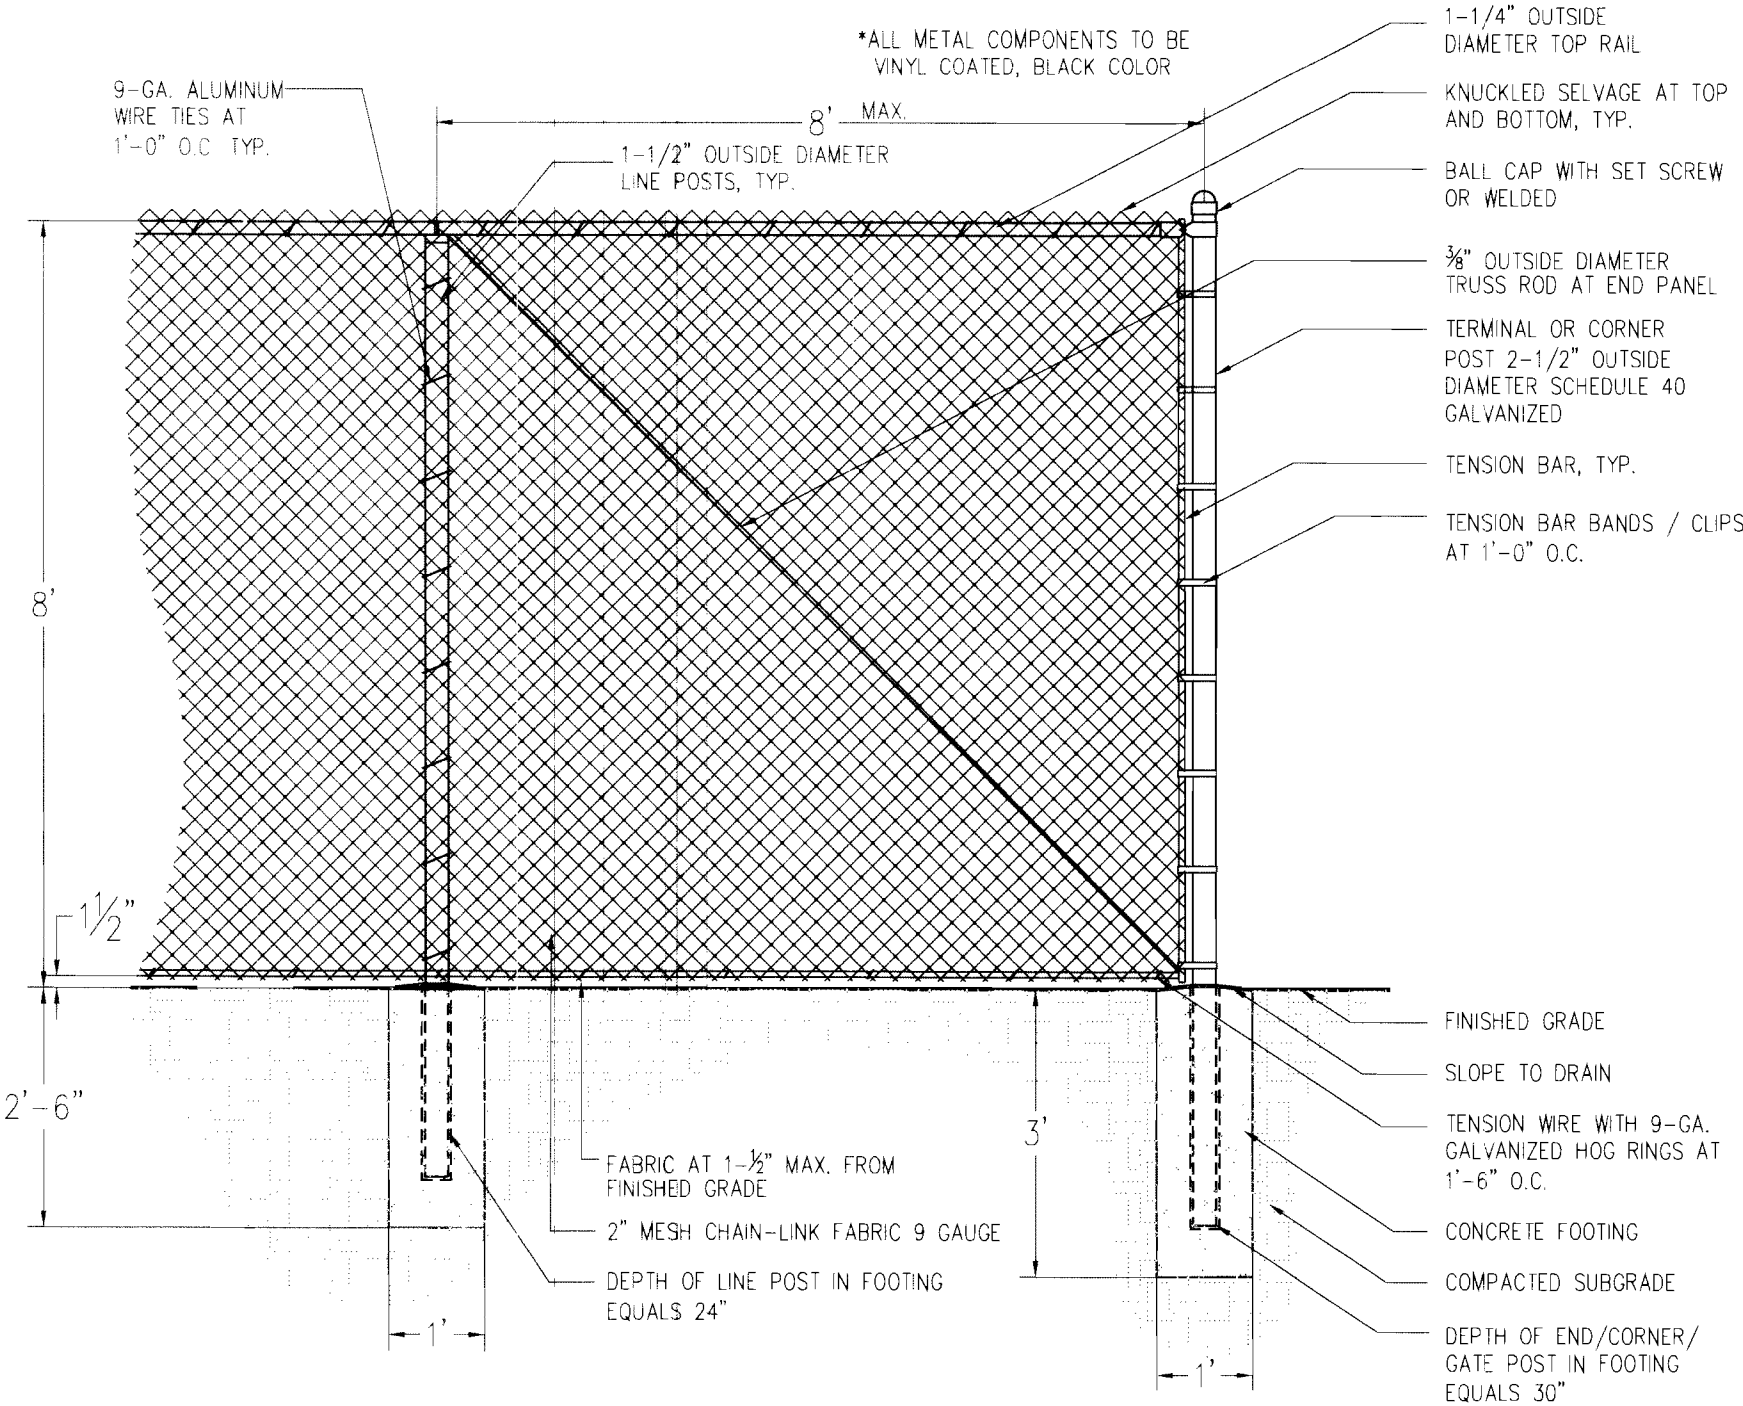 *ALL METAL COMPONENTS TO BE
VINYL COATED, BLACK COLOR
9-GA. ALUMINUM
WIRE TIES AT
1'-0" O.C TYP.
8' MAX.
1-1/2" OUTSIDE DIAMETER
LINE POSTS, TYP.
1-1/4" OUTSIDE
DIAMETER TOP RAIL
KNUCKLED SELVAGE AT TOP
AND BOTTOM, TYP.
BALL CAP WITH SET SCREW
OR WELDED
3/8" OUTSIDE DIAMETER
TRUSS ROD AT END PANEL
TERMINAL OR CORNER
POST 2-1/2" OUTSIDE
DIAMETER SCHEDULE 40
GALVANIZED
TENSION BAR, TYP.
TENSION BAR BANDS / CLIPS
AT 1'-0" O.C.
8'
1 1/2"
2'-6"
3'
FABRIC AT 1-1/2" MAX. FROM
FINISHED GRADE
2" MESH CHAIN-LINK FABRIC 9 GAUGE
DEPTH OF LINE POST IN FOOTING
EQUALS 24"
1'
1'
FINISHED GRADE
SLOPE TO DRAIN
TENSION WIRE WITH 9-GA.
GALVANIZED HOG RINGS AT
1'-6" O.C.
CONCRETE FOOTING
COMPACTED SUBGRADE
DEPTH OF END/CORNER/
GATE POST IN FOOTING
EQUALS 30"